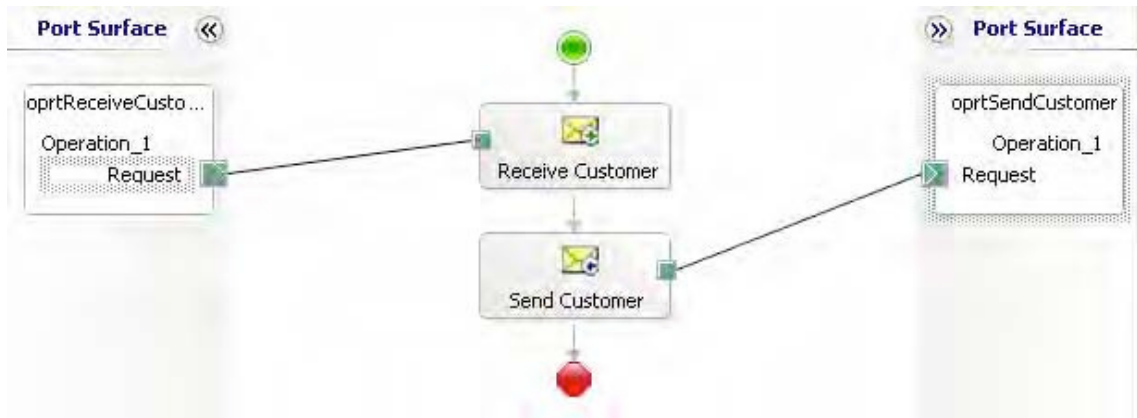 Port Surface
oprtReceiveCusto...
Operation_1
Request
Receive Customer
Send Customer
Port Surface
oprtSendCustomer
Operation_1
Request